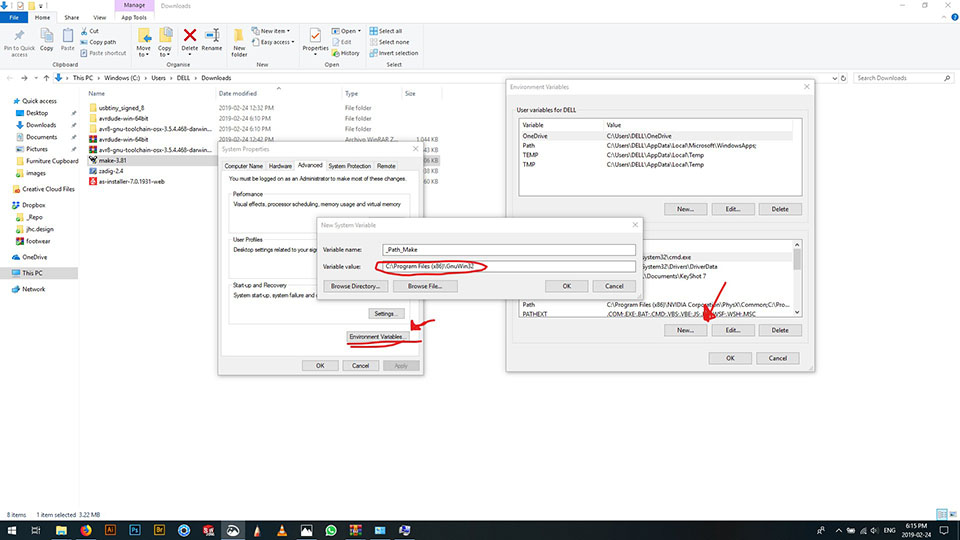 Manage
Downloads
File
Home
Share
View
App Tools
Pin to Quick access
Copy
Paste
Cut
Copy path
Paste shortcut
Clipboard
Move to
Copy to
Delete
Rename
Organise
New folder
New item
Easy access
New
Properties
Open
Edit
History
Open
Select all
Select none
Invert selection
Select
This PC > Windows (C:) > Users > DELL > Downloads
Search Downloads
Name
Date modified
Type
Size
Quick access
Desktop
Downloads
Documents
Pictures
Furniture Cupboard
images
Creative Cloud Files
Dropbox
_Repo
jhc.design
footwear
OneDrive
This PC
Network
usbtiny_signed_8 2019-02-24 12:32 PM File folder
avrdude-win-64bit 2019-02-24 6:10 PM File folder
avr8-gnu-toolchain-osx-3.5.4.468-darwin... 2019-02-24 6:10 PM File folder
avrdude-win-64bit 2019-02-24 12:32 PM Archivo WinRAR Z... 1,044 KB
avr8-gnu-toolchain-osx-3.5.4.468-darwin...
make-3.81
zadig-2.4
as-installer-7.0.1931-web
System Properties
Computer Name
Hardware
Advanced
System Protection
Remote
You must be logged on as an Administrator to make most of these changes.
Performance
Visual effects, processor scheduling, memory usage and virtual memory
User Profiles
Desktop settings related to your sig
Start-up and Recovery
System start-up, system failure and
Settings...
Environment Variables...
OK
Cancel
Apply
New System Variable
Variable name:
_Path_Make
Variable value:
C:\Program Files (x86)\GnuWin32
Browse Directory...
Browse File...
OK
Cancel
Environment Variables
User variables for DELL
Variable Value
OneDrive C:\Users\DELL\OneDrive
Path C:\Users\DELL\AppData\Local\Microsoft\WindowsApps;
TEMP C:\Users\DELL\AppData\Local\Temp
TMP C:\Users\DELL\AppData\Local\Temp
New...
Edit...
Delete
ystem32\cmd.exe
ystem32\Drivers\DriverData
\Documents\KeyShot 7
Path C:\Program Files (x86)\NVIDIA Corporation\PhysX\Common;C:\Pro...
PATHEXT .COM;.EXE;.BAT;.CMD;.VBS;.VBE;.JS;.WSF;.WSH;.MSC
New...
Edit...
Delete
OK
Cancel
8 items
1 item selected 3.22 MB
ENG
6:15 PM
2019-02-24